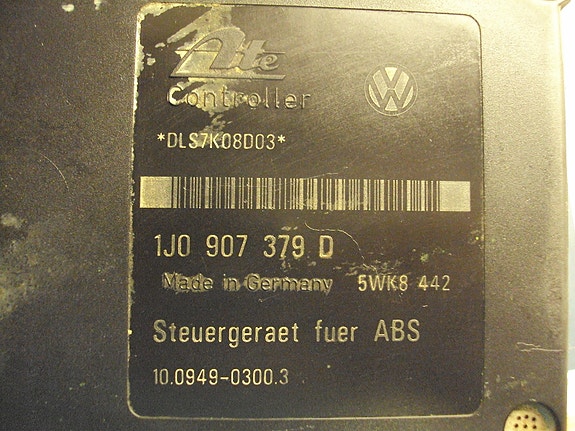 Ate
Controller
*DLS7K08D03*
1J0 907 379 D
Made in Germany 5WK8 442
Steuergeraet fuer ABS
10.0949-0300.3